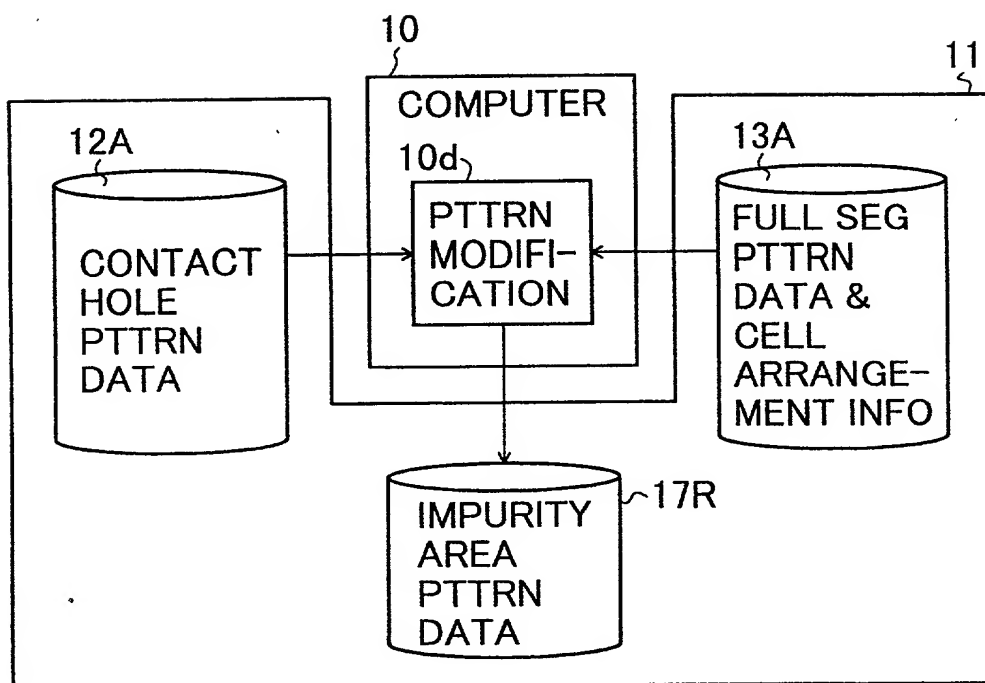 10
11
COMPUTER
12A
10d
13A
PTTRN
MODIFI-
CATION
CONTACT
HOLE
PTTRN
DATA
FULL SEG
PTTRN
DATA &
CELL
ARRANGE-
MENT INFO
IMPURITY
AREA
PTTRN
DATA
17R